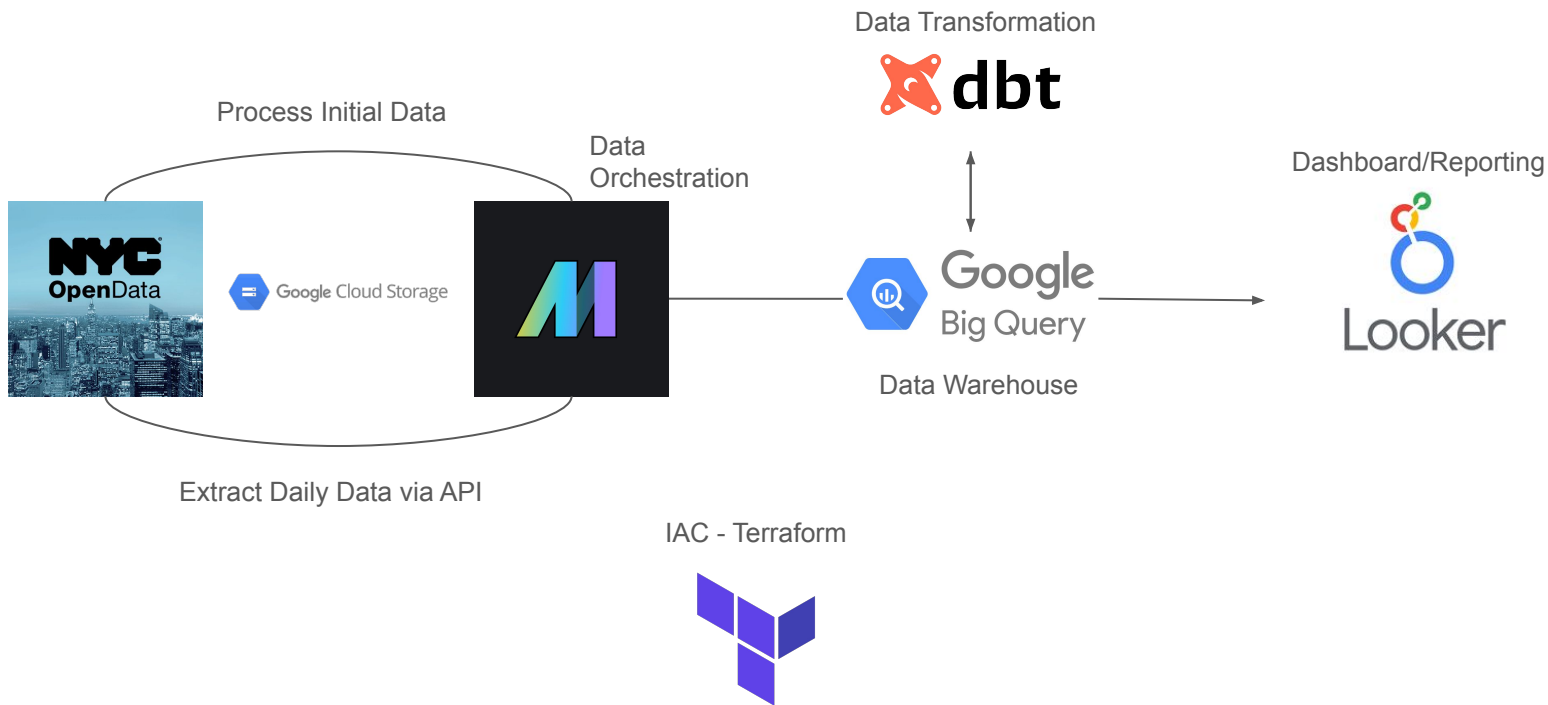 Data Transformation
dbt
Process Initial Data
Data
Orchestration
Dashboard/Reporting
NYC
OpenData
Google Cloud Storage
Google
Big Query
Looker
Data Warehouse
Extract Daily Data via API
IAC - Terraform